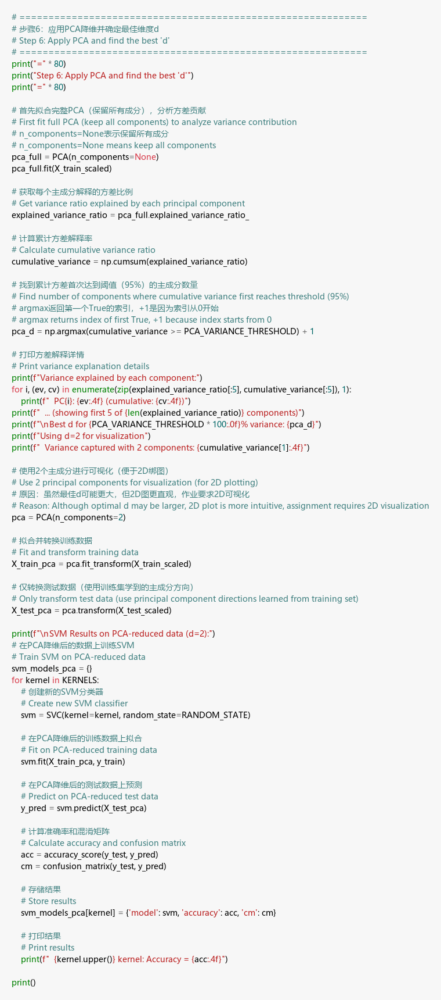 # ============================================================
# 步骤6：应用PCA降维并确定最佳维度d
# Step 6: Apply PCA and find the best 'd'
# ============================================================
print("=" * 80)
print("Step 6: Apply PCA and find the best 'd'")
print("=" * 80)

# 首先拟合完整PCA（保留所有成分），分析方差贡献
# First fit full PCA (keep all components) to analyze variance contribution
# n_components=None表示保留所有成分
# n_components=None means keep all components
pca_full = PCA(n_components=None)
pca_full.fit(X_train_scaled)

# 获取每个主成分解释的方差比例
# Get variance ratio explained by each principal component
explained_variance_ratio = pca_full.explained_variance_ratio_

# 计算累计方差解释率
# Calculate cumulative variance ratio
cumulative_variance = np.cumsum(explained_variance_ratio)

# 找到累计方差首次达到阈值（95%）的主成分数量
# Find number of components where cumulative variance first reaches threshold (95%)
# argmax返回第一个True的索引，+1是因为索引从0开始
# argmax returns index of first True, +1 because index starts from 0
pca_d = np.argmax(cumulative_variance >= PCA_VARIANCE_THRESHOLD) + 1

# 打印方差解释详情
# Print variance explanation details
print(f"Variance explained by each component:")
for i, (ev, cv) in enumerate(zip(explained_variance_ratio[:5], cumulative_variance[:5]), 1):
    print(f"  PC{i}: {ev:.4f} (cumulative: {cv:.4f})")
print(f"  ... (showing first 5 of {len(explained_variance_ratio)} components)")
print(f"\nBest d for {PCA_VARIANCE_THRESHOLD * 100:.0f}% variance: {pca_d}")
print(f"Using d=2 for visualization")
print(f"  Variance captured with 2 components: {cumulative_variance[1]:.4f}")

# 使用2个主成分进行可视化（便于2D绑图）
# Use 2 principal components for visualization (for 2D plotting)
# 原因：虽然最佳d可能更大，但2D图更直观，作业要求2D可视化
# Reason: Although optimal d may be larger, 2D plot is more intuitive, assignment requires 2D visualization
pca = PCA(n_components=2)

# 拟合并转换训练数据
# Fit and transform training data
X_train_pca = pca.fit_transform(X_train_scaled)

# 仅转换测试数据（使用训练集学到的主成分方向）
# Only transform test data (use principal component directions learned from training set)
X_test_pca = pca.transform(X_test_scaled)

print(f"\nSVM Results on PCA-reduced data (d=2):")
# 在PCA降维后的数据上训练SVM
# Train SVM on PCA-reduced data
svm_models_pca = {}
for kernel in KERNELS:
    # 创建新的SVM分类器
    # Create new SVM classifier
    svm = SVC(kernel=kernel, random_state=RANDOM_STATE)

    # 在PCA降维后的训练数据上拟合
    # Fit on PCA-reduced training data
    svm.fit(X_train_pca, y_train)

    # 在PCA降维后的测试数据上预测
    # Predict on PCA-reduced test data
    y_pred = svm.predict(X_test_pca)

    # 计算准确率和混淆矩阵
    # Calculate accuracy and confusion matrix
    acc = accuracy_score(y_test, y_pred)
    cm = confusion_matrix(y_test, y_pred)

    # 存储结果
    # Store results
    svm_models_pca[kernel] = {'model': svm, 'accuracy': acc, 'cm': cm}

    # 打印结果
    # Print results
    print(f"  {kernel.upper()} kernel: Accuracy = {acc:.4f}")

print()